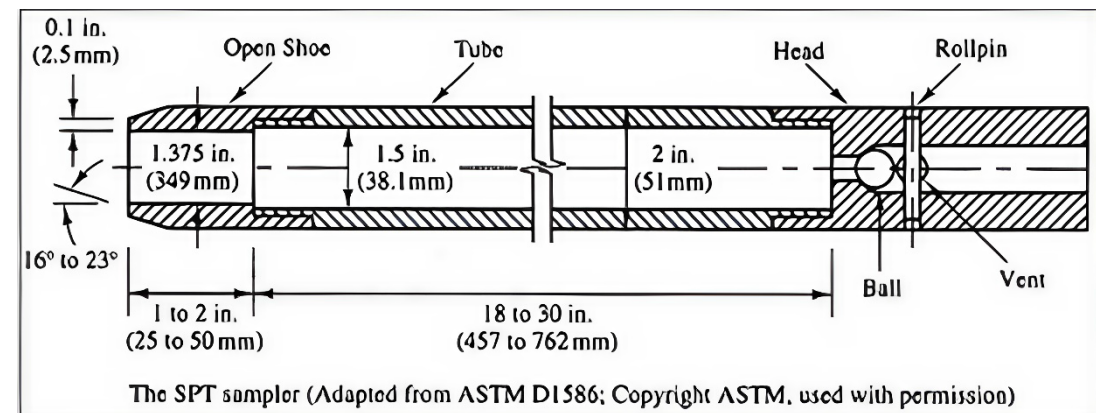 0.1 in.
(2.5mm)
Open Shoe
Tube
Head
Rollpin
1.375 in.
(349mm)
1.5 in.
(38.1mm)
2 in.
(51mm)
16° to 23°
Ball
Vent
1 to 2 in.
(25 to 50mm)
18 to 30 in.
(457 to 762mm)
The SPT sampler (Adapted from ASTM D1586; Copyright ASTM, used with permission)